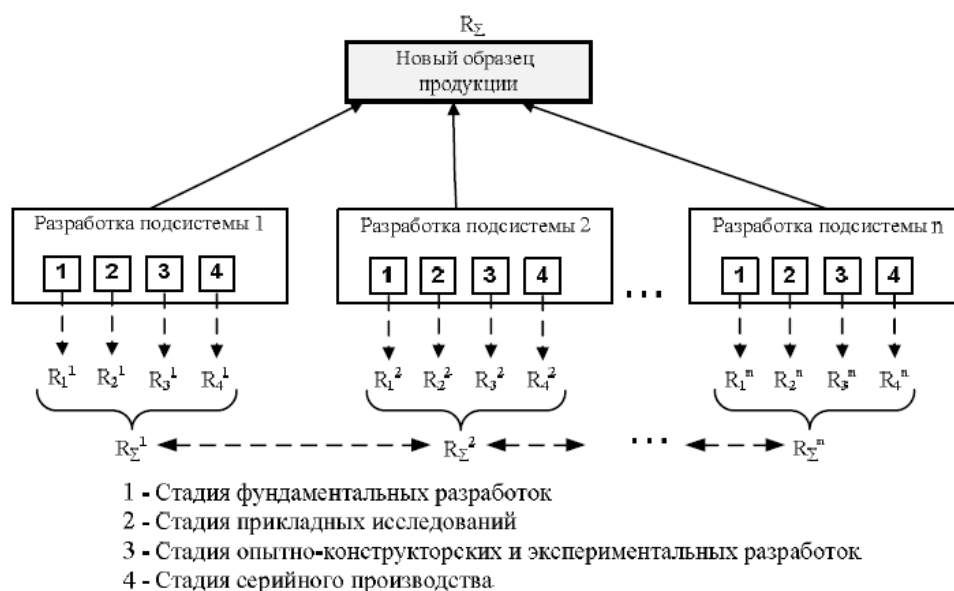 R_Σ
Новый образец
продукции
Разработка подсистемы 1
Разработка подсистемы 2
Разработка подсистемы n
1 2 3 4
1 2 3 4
...
1 2 3 4
R₁¹ R₂¹ R₃¹ R₄¹
R₁² R₂² R₃² R₄²
R₁ⁿ R₂ⁿ R₃ⁿ R₄ⁿ
R_Σ¹ R_Σ² ... R_Σⁿ
1 - Стадия фундаментальных разработок
2 - Стадия прикладных исследований
3 - Стадия опытно-конструкторских и экспериментальных разработок
4 - Стадия серийного производства